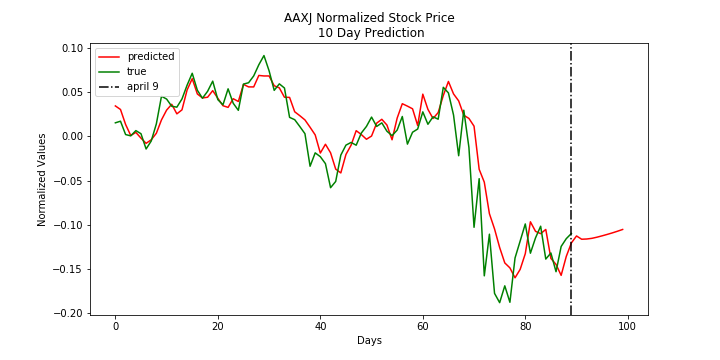 AAXJ Normalized Stock Price
10 Day Prediction
predicted
true
april 9
Normalized Values
0.10
0.05
0.00
−0.05
−0.10
−0.15
−0.20
0 20 40 60 80 100
Days